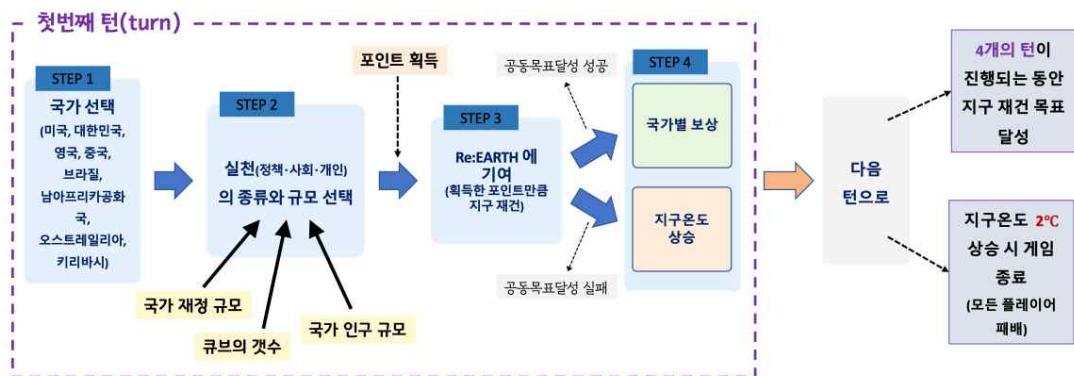 첫번째 턴(turn)
STEP 1
국가 선택
(미국, 대한민국,
영국, 중국,
브라질,
남아프리카공화
국,
오스트레일리아,
키리바시)
STEP 2
실천(정책·사회·개인)
의 종류와 규모 선택
국가 재정 규모
큐브의 갯수
국가 인구 규모
포인트 획득
STEP 3
Re:EARTH 에
기여
(획득한 포인트만큼
지구 재건)
공동목표달성 성공
공동목표달성 실패
STEP 4
국가별 보상
지구온도
상승
다음
턴으로
4개의 턴이
진행되는 동안
지구 재건 목표
달성
지구온도 2℃
상승 시 게임
종료
(모든 플레이어
패배)